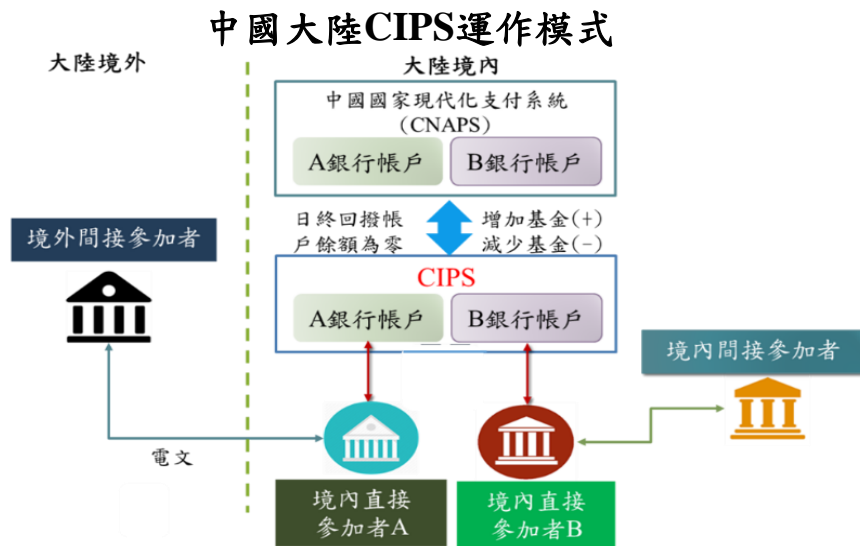 中國大陸CIPS運作模式
大陸境外
大陸境內
中國國家現代化支付系統
（CNAPS）
A銀行帳戶
B銀行帳戶
日終回撥帳
戶餘額為零
增加基金(+)
減少基金(−)
境外間接參加者
CIPS
A銀行帳戶
B銀行帳戶
境內間接參加者
電文
境內直接
參加者A
境內直接
參加者B